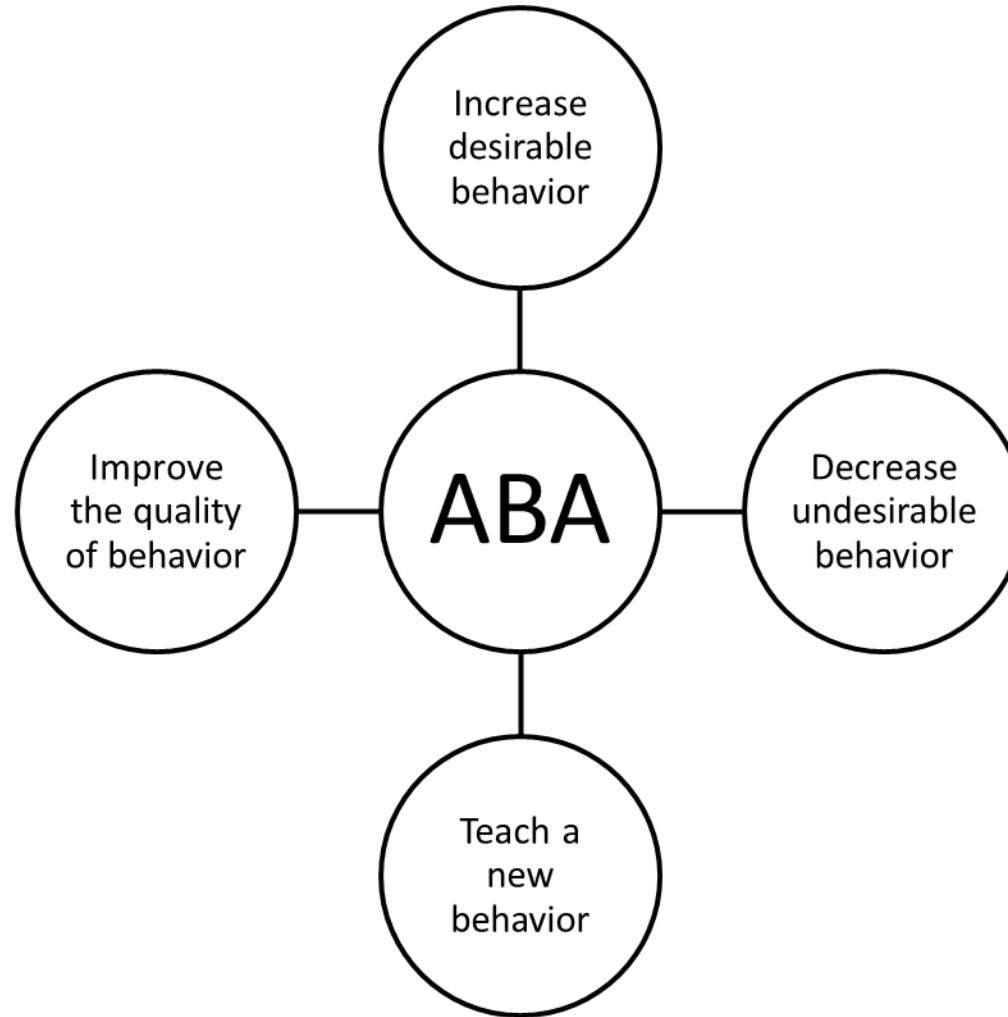 Increase
desirable
behavior
Improve
the quality
of behavior
ABA
Decrease
undesirable
behavior
Teach a
new
behavior